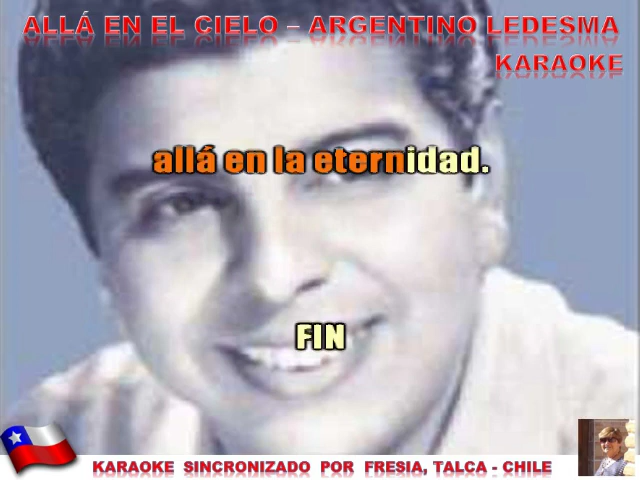 ALLÁ EN EL CIELO – ARGENTINO LEDESMA
KARAOKE
allá en la eternidad.
FIN
KARAOKE SINCRONIZADO POR FRESIA, TALCA - CHILE